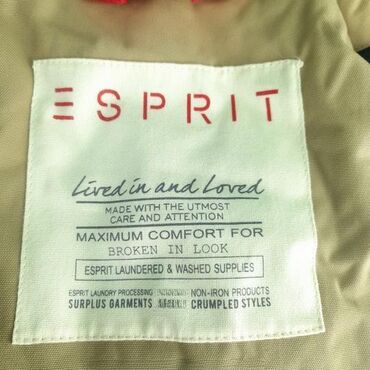 ESPRIT
Lived in and Loved
MADE WITH THE UTMOST
CARE AND ATTENTION
MAXIMUM COMFORT FOR
BROKEN IN LOOK
ESPRIT LAUNDERED & WASHED SUPPLIES
ESPRIT LAUNDRY PROCESSING NON-IRON PRODUCTS
SURPLUS GARMENTS CRUMPLED STYLES